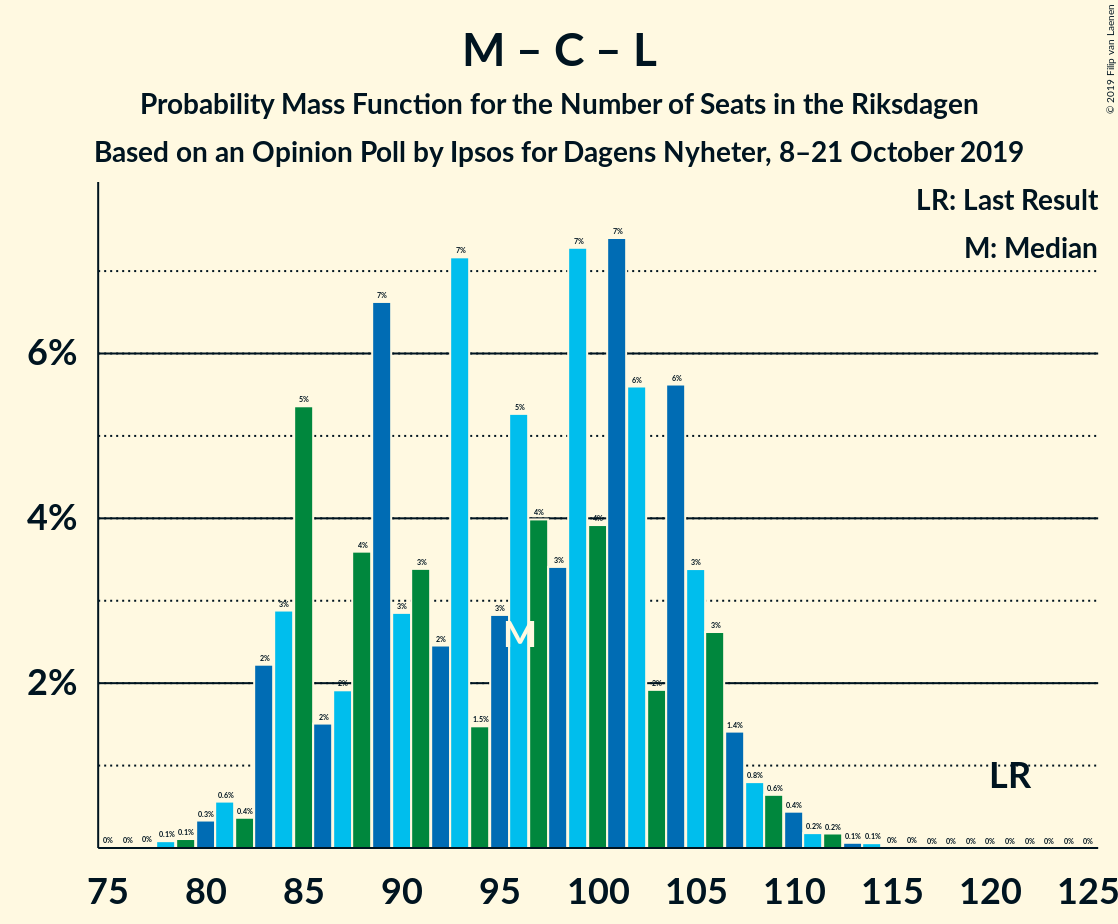 M – C – L
Probability Mass Function for the Number of Seats in the Riksdagen
Based on an Opinion Poll by Ipsos for Dagens Nyheter, 8–21 October 2019
© 2019 Filip van Laenen
LR: Last Result
M: Median
6%
4%
2%
0% 0% 0% 0.1% 0.1% 0.3% 0.6% 0.4% 2% 3% 5% 2% 2% 4% 7% 3% 3% 2% 7% 1.5% 3% 5% 4% 3% 7% 4% 7% 6% 2% 6% 3% 3% 1.4% 0.8% 0.6% 0.4% 0.2% 0.2% 0.1% 0.1% 0% 0% 0% 0% 0% 0% 0% 0% 0% 0% 0%
M
LR
75 80 85 90 95 100 105 110 115 120 125